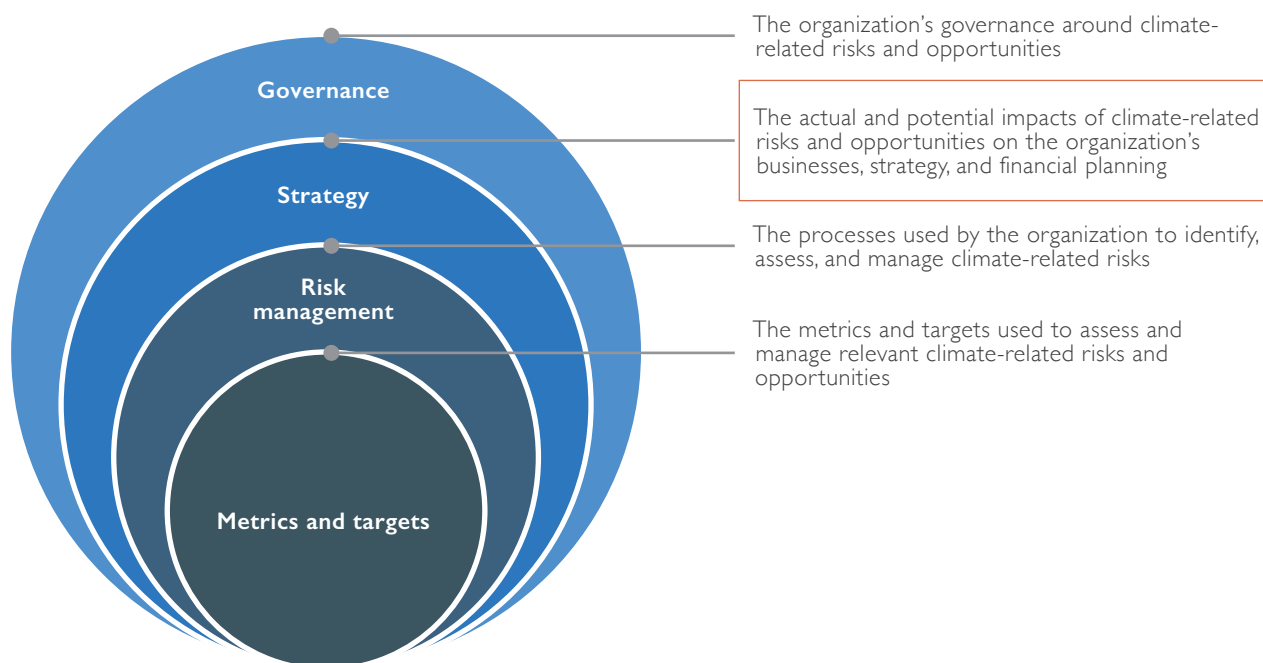 The organization’s governance around climate-
related risks and opportunities
Governance
The actual and potential impacts of climate-related
risks and opportunities on the organization’s
businesses, strategy, and financial planning
Strategy
The processes used by the organization to identify,
assess, and manage climate-related risks
Risk
management
The metrics and targets used to assess and
manage relevant climate-related risks and
opportunities
Metrics and targets